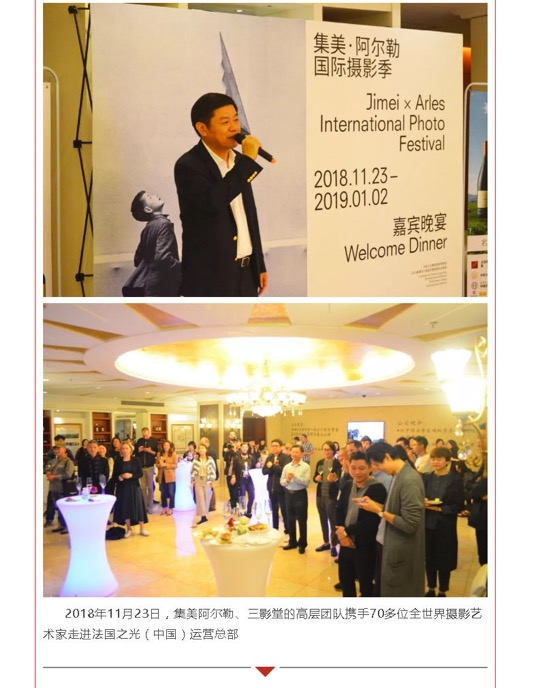 集美·阿尔勒
国际摄影季
Jimei × Arles
International Photo
Festival
2018.11.23–
2019.01.02
嘉宾晚宴
Welcome Dinner
2018年11月23日，集美阿尔勒、三影堂的高层团队携手70多位全世界摄影艺
术家走进法国之光（中国）运营总部